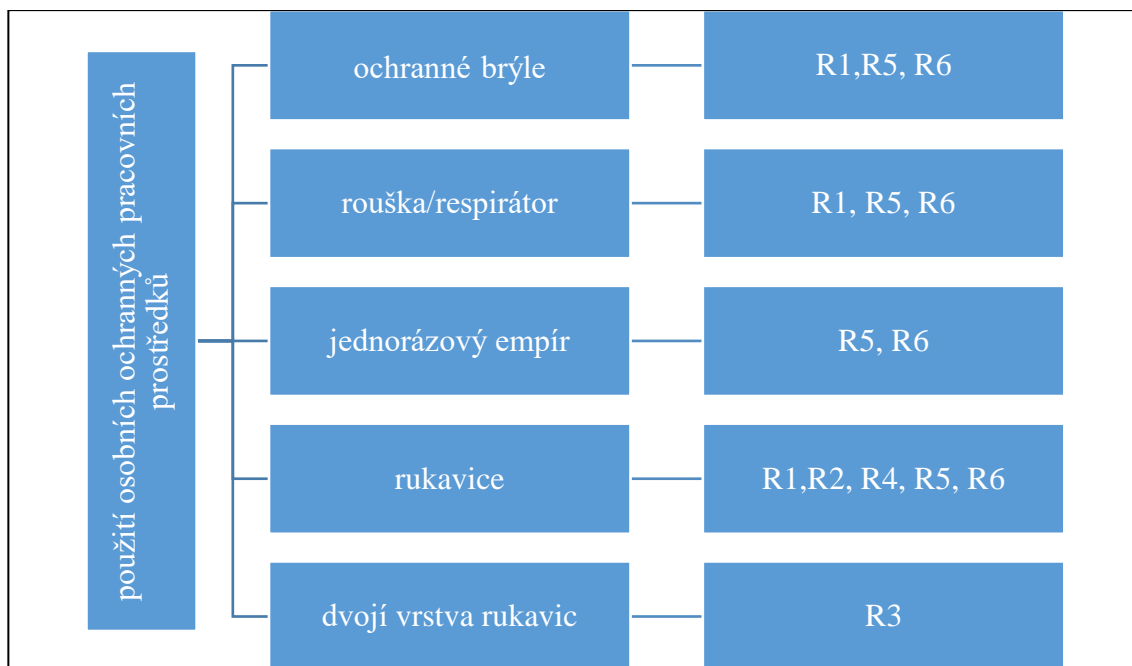 použití osobních ochranných pracovních
prostředků
ochranné brýle
R1,R5, R6
rouška/respirátor
R1, R5, R6
jednorázový empír
R5, R6
rukavice
R1,R2, R4, R5, R6
dvojí vrstva rukavic
R3